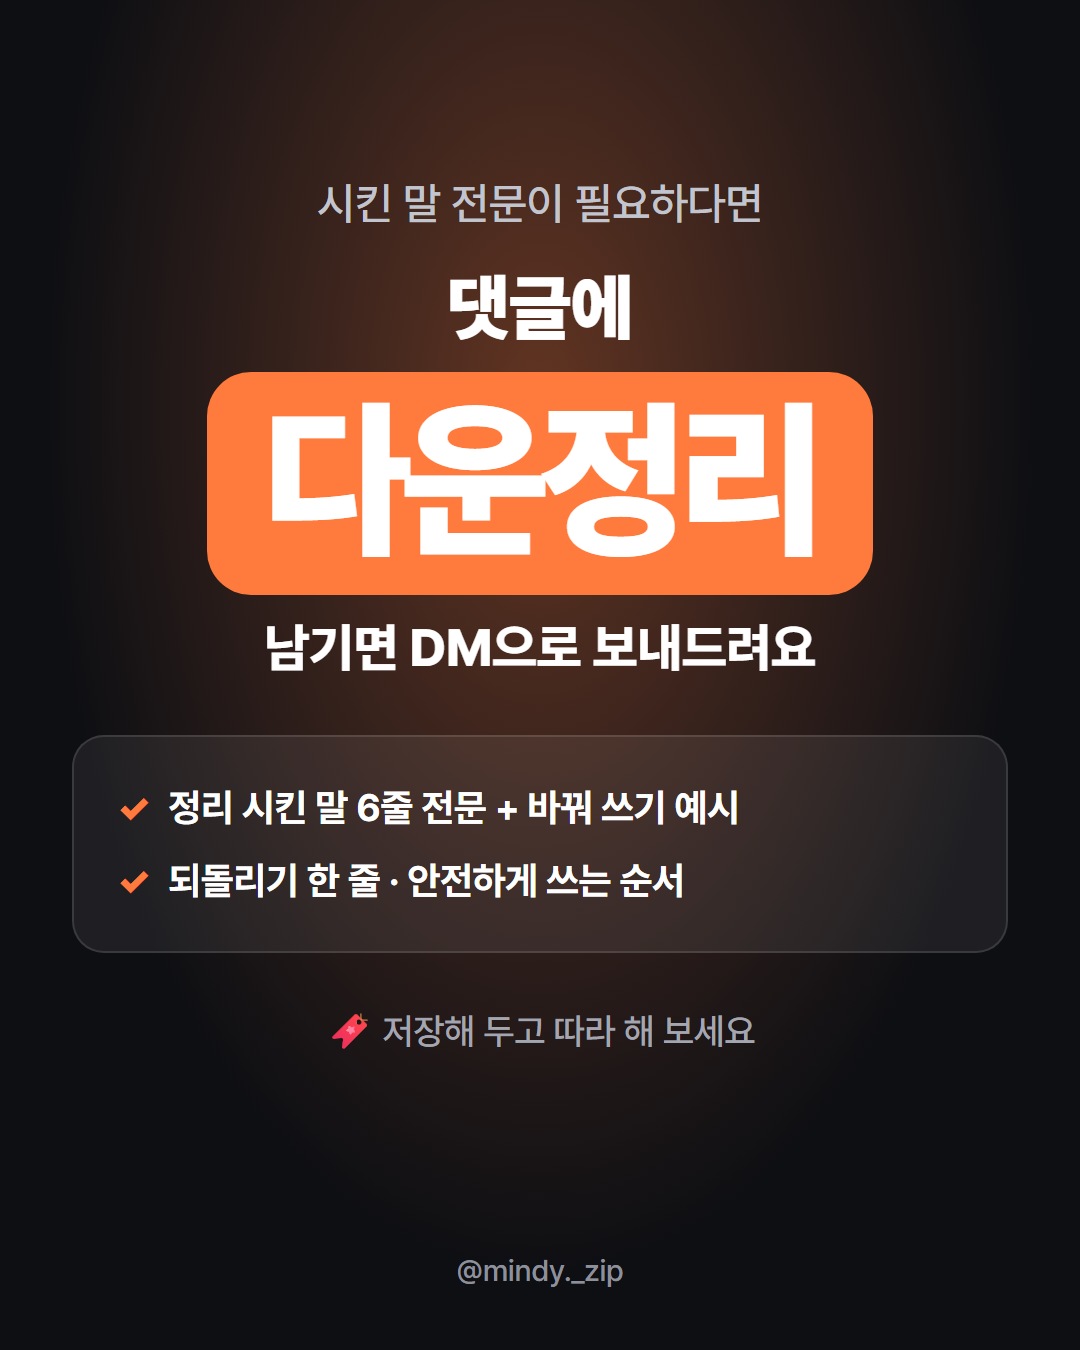 시킨 말 전문이 필요하다면
댓글에
다운정리
남기면 DM으로 보내드려요
✔ 정리 시킨 말 6줄 전문 + 바꿔 쓰기 예시
✔ 되돌리기 한 줄 · 안전하게 쓰는 순서
🔖 저장해 두고 따라 해 보세요
@mindy._zip